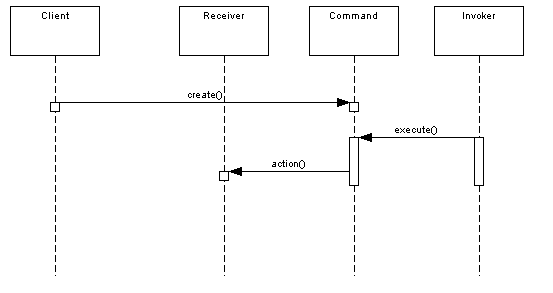 Client
Receiver
Command
Invoker
create()
execute()
action()